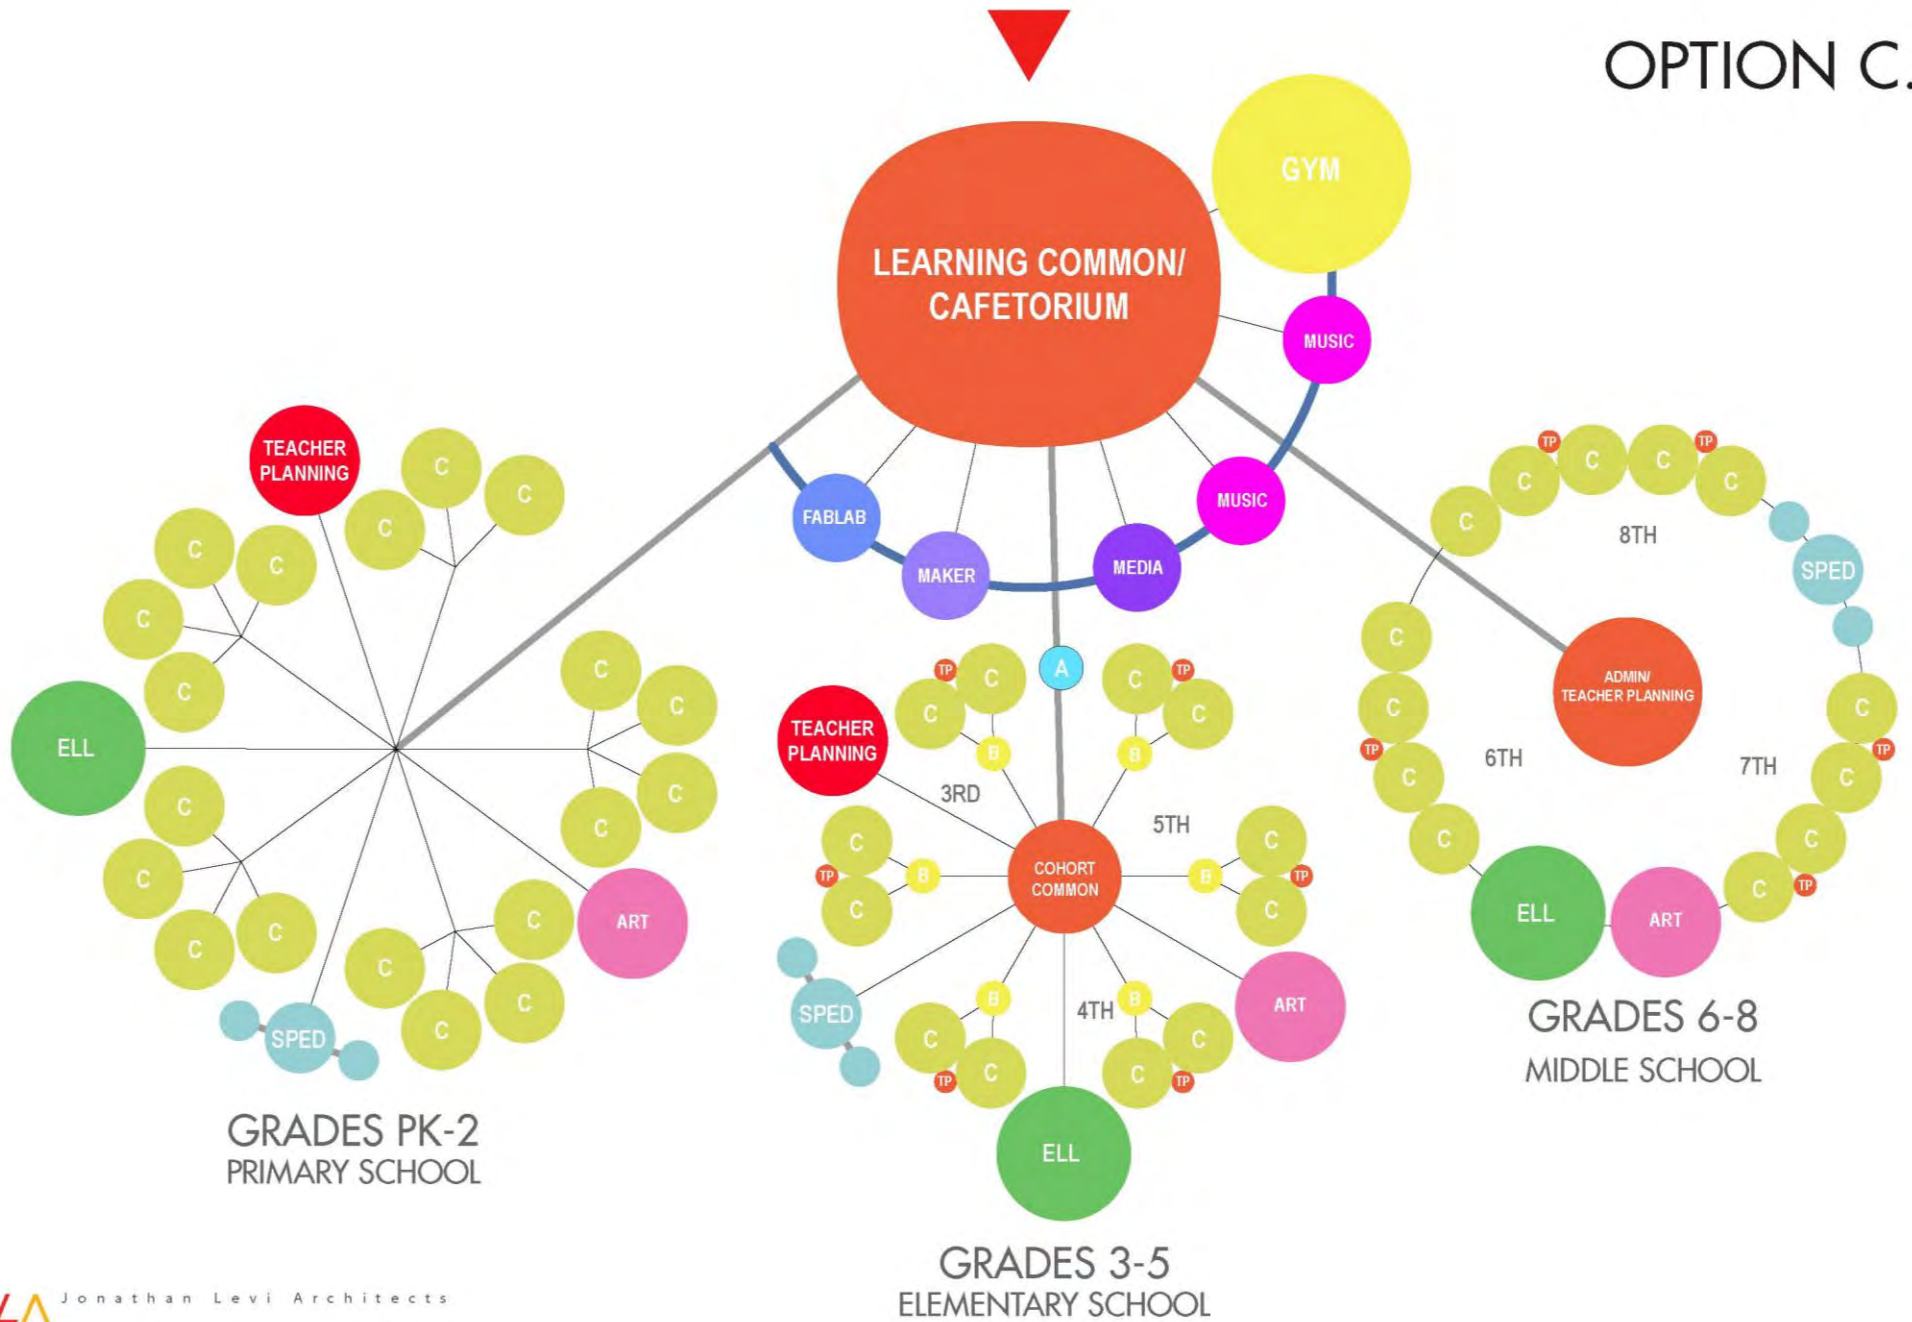 OPTION C.
GYM
LEARNING COMMON/
CAFETORIUM
MUSIC
MUSIC
MEDIA
MAKER
FABLAB
TEACHER
PLANNING
C
C
C
C
C
C
C
ELL
C
C
C
C
SPED
C
C
C
C
ART
C
C
C
C
GRADES PK-2
PRIMARY SCHOOL
A
TEACHER
PLANNING
3RD
TP
C
C
B
C
TP
C
B
5TH
TP
C
C
B
COHORT
COMMON
C
TP
C
B
B
C
TP
C
SPED
B
C
C
TP
4TH
B
C
C
TP
ART
ELL
GRADES 3-5
ELEMENTARY SCHOOL
C
C
TP
C
C
TP
C
8TH
SPED
ADMIN/
TEACHER PLANNING
C
C
TP
C
C
6TH
7TH
C
TP
C
C
TP
C
ELL
ART
GRADES 6-8
MIDDLE SCHOOL
Jonathan Levi Architects